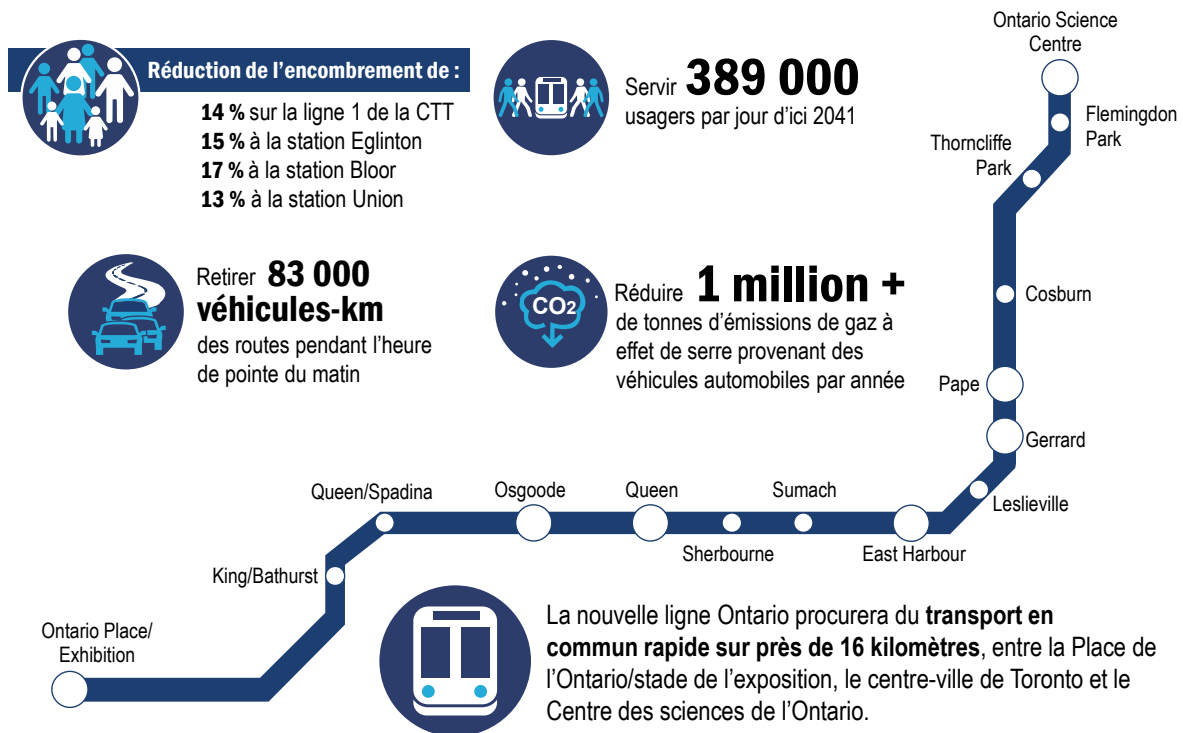 Réduction de l’encombrement de :
14 % sur la ligne 1 de la CTT
15 % à la station Eglinton
17 % à la station Bloor
13 % à la station Union
Servir 389 000
usagers par jour d’ici 2041
Retirer 83 000
véhicules-km
des routes pendant l’heure
de pointe du matin
CO2
Réduire 1 million +
de tonnes d’émissions de gaz à
effet de serre provenant des
véhicules automobiles par année
Ontario Science
Centre
Flemingdon
Park
Thorncliffe
Park
Cosburn
Pape
Gerrard
Leslieville
East Harbour
Sumach
Sherbourne
Queen
Osgoode
Queen/Spadina
King/Bathurst
Ontario Place/
Exhibition
La nouvelle ligne Ontario procurera du transport en
commun rapide sur près de 16 kilomètres, entre la Place de
l’Ontario/stade de l’exposition, le centre-ville de Toronto et le
Centre des sciences de l’Ontario.